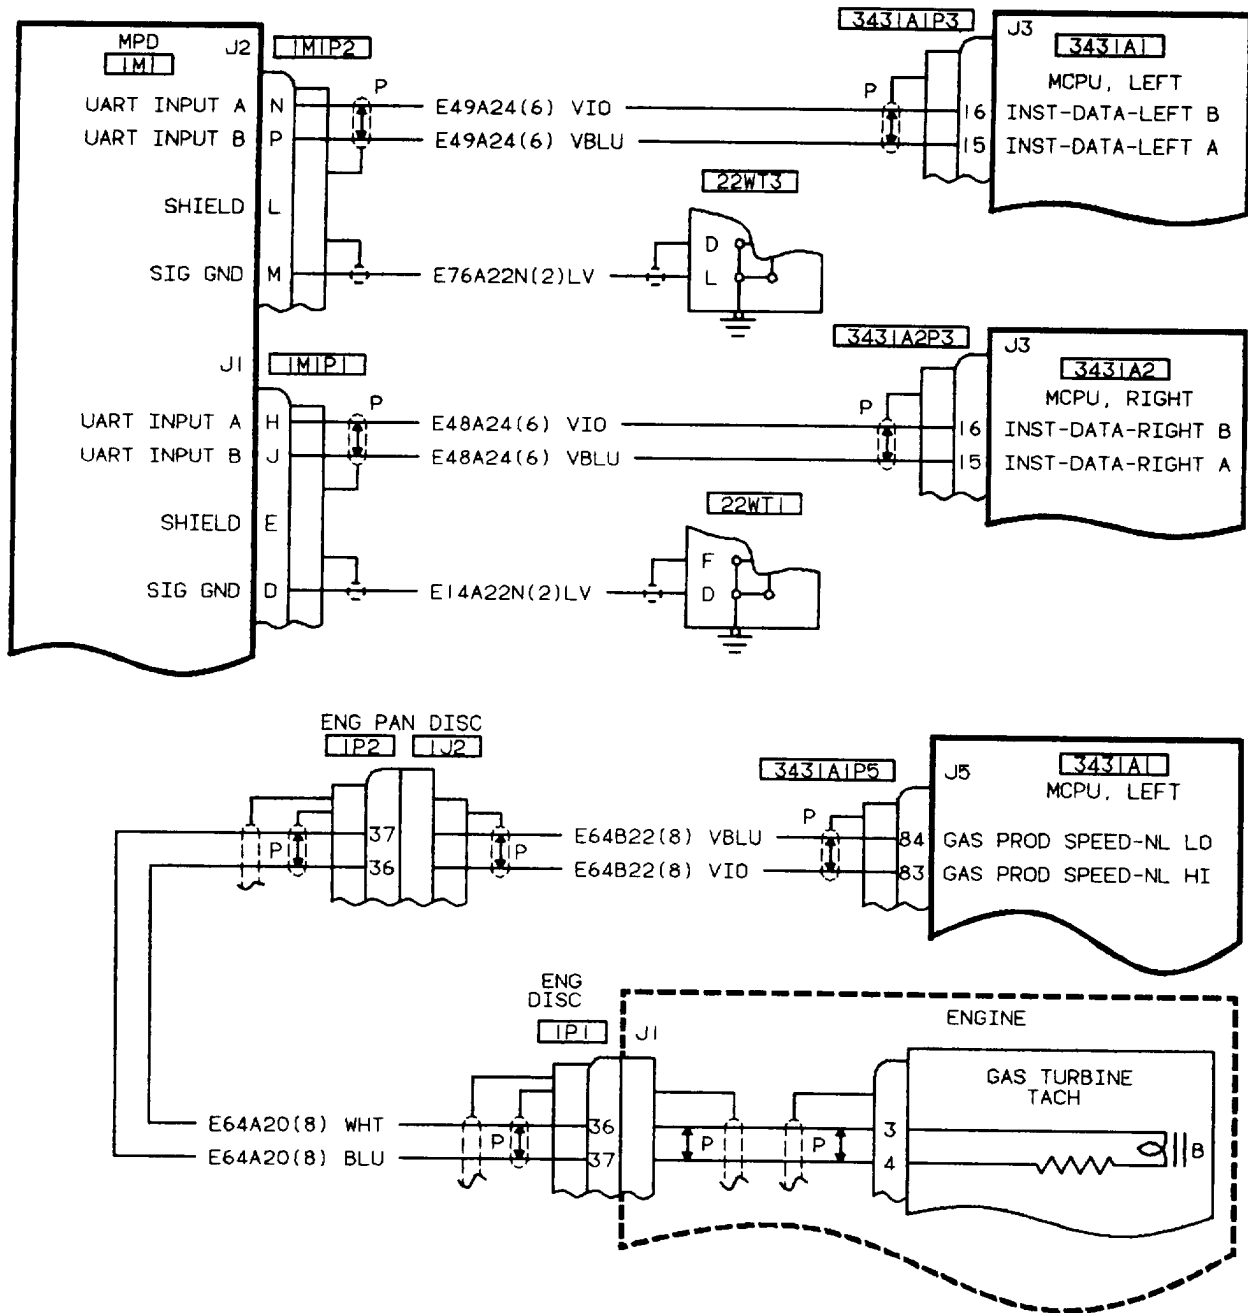 MPD
1M1
J2
1M1P2
P
UART INPUT A N
E49A24(6) VIO
UART INPUT B P
E49A24(6) VBLU
SHIELD L
SIG GND M
E76A22N(2)LV
22WT3
D
L
3431A1P3
P
J3
3431A1
MCPU, LEFT
16 INST-DATA-LEFT B
15 INST-DATA-LEFT A
J1
1M1P1
P
UART INPUT A H
E48A24(6) VIO
UART INPUT B J
E48A24(6) VBLU
SHIELD E
SIG GND D
E14A22N(2)LV
22WT1
F
D
3431A2P3
P
J3
3431A2
MCPU, RIGHT
16 INST-DATA-RIGHT B
15 INST-DATA-RIGHT A
ENG PAN DISC
1P2 1J2
P
37
36
P
E64B22(8) VBLU
E64B22(8) VIO
3431A1P5
P
J5
3431A1
MCPU, LEFT
84 GAS PROD SPEED-NL LO
83 GAS PROD SPEED-NL HI
ENG
DISC
1P1
J1
ENGINE
GAS TURBINE
TACH
E64A20(8) WHT
E64A20(8) BLU
P
36
37
P
P
3
4
B